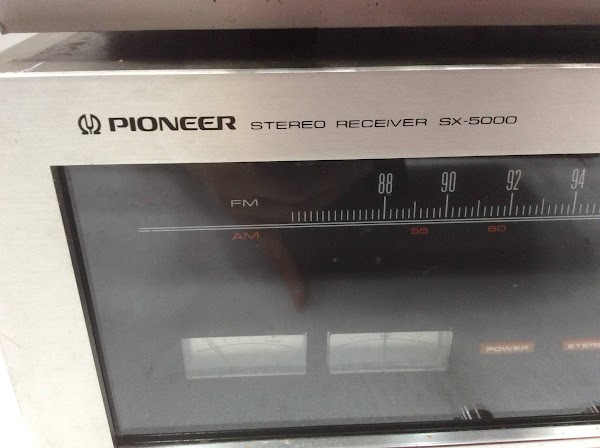 PIONEER STEREO RECEIVER SX-5000
88 90 92 94
FM
AM 55 60
POWER